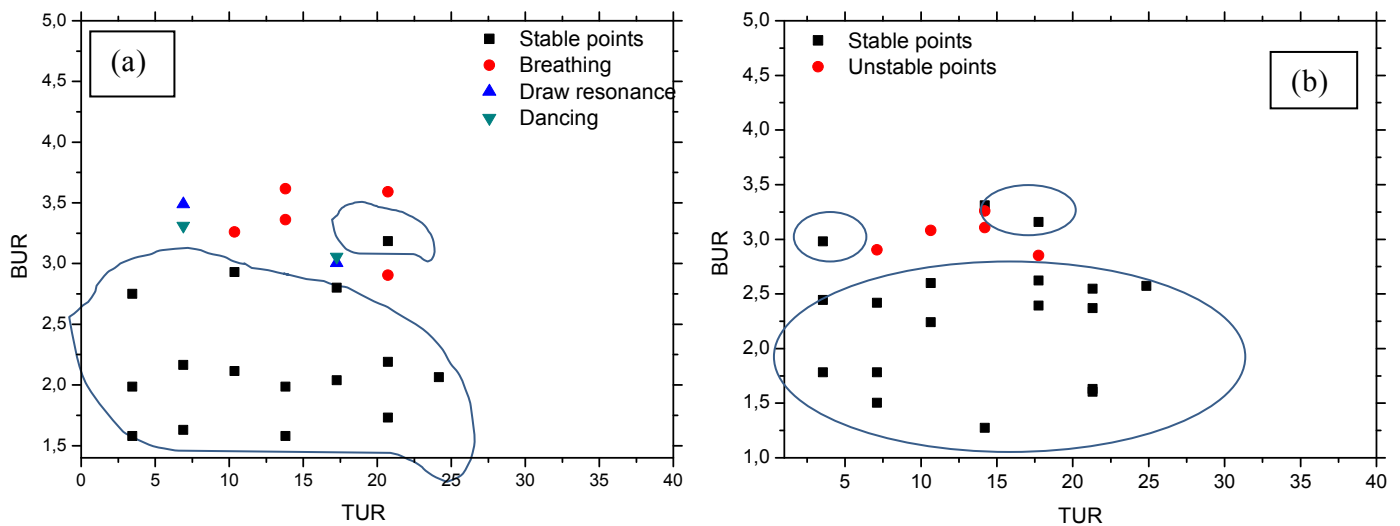 (a)
Stable points
Breathing
Draw resonance
Dancing
5,0
4,5
4,0
3,5
3,0
2,5
2,0
1,5
BUR
0 5 10 15 20 25 30 35 40
TUR
(b)
Stable points
Unstable points
5,0
4,5
4,0
3,5
3,0
2,5
2,0
1,5
1,0
BUR
5 10 15 20 25 30 35 40
TUR